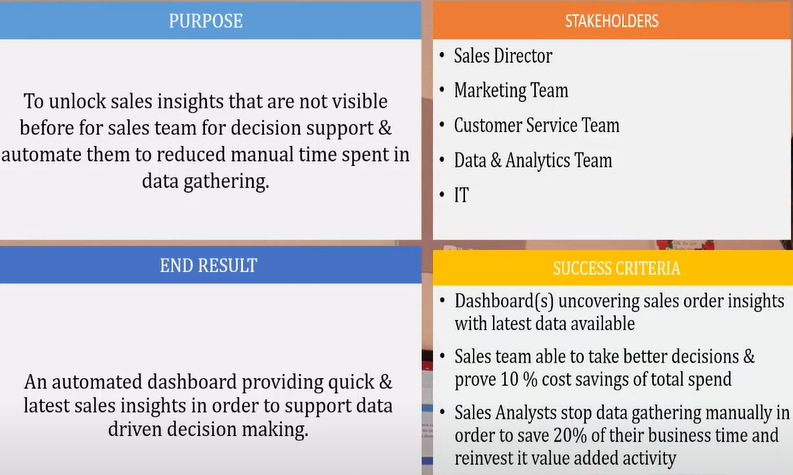 PURPOSE
To unlock sales insights that are not visible
before for sales team for decision support &
automate them to reduced manual time spent in
data gathering.
STAKEHOLDERS
• Sales Director
• Marketing Team
• Customer Service Team
• Data & Analytics Team
• IT
END RESULT
An automated dashboard providing quick &
latest sales insights in order to support data
driven decision making.
SUCCESS CRITERIA
• Dashboard(s) uncovering sales order insights
with latest data available
• Sales team able to take better decisions &
prove 10 % cost savings of total spend
• Sales Analysts stop data gathering manually in
order to save 20% of their business time and
reinvest it value added activity